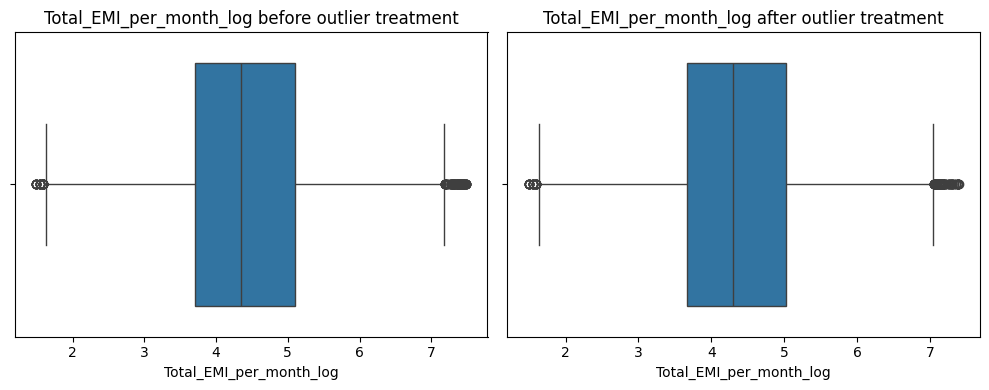 Total_EMI_per_month_log before outlier treatment
2 3 4 5 6 7
Total_EMI_per_month_log
Total_EMI_per_month_log after outlier treatment
2 3 4 5 6 7
Total_EMI_per_month_log